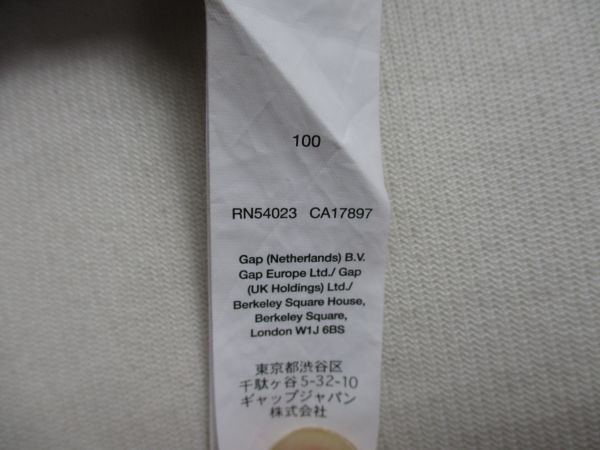 100
RN54023 CA17897
Gap (Netherlands) B.V.
Gap Europe Ltd./ Gap
(UK Holdings) Ltd./
Berkeley Square House,
Berkeley Square,
London W1J 6BS
東京都渋谷区
千駄ヶ谷5-32-10
ギャップジャパン
株式会社